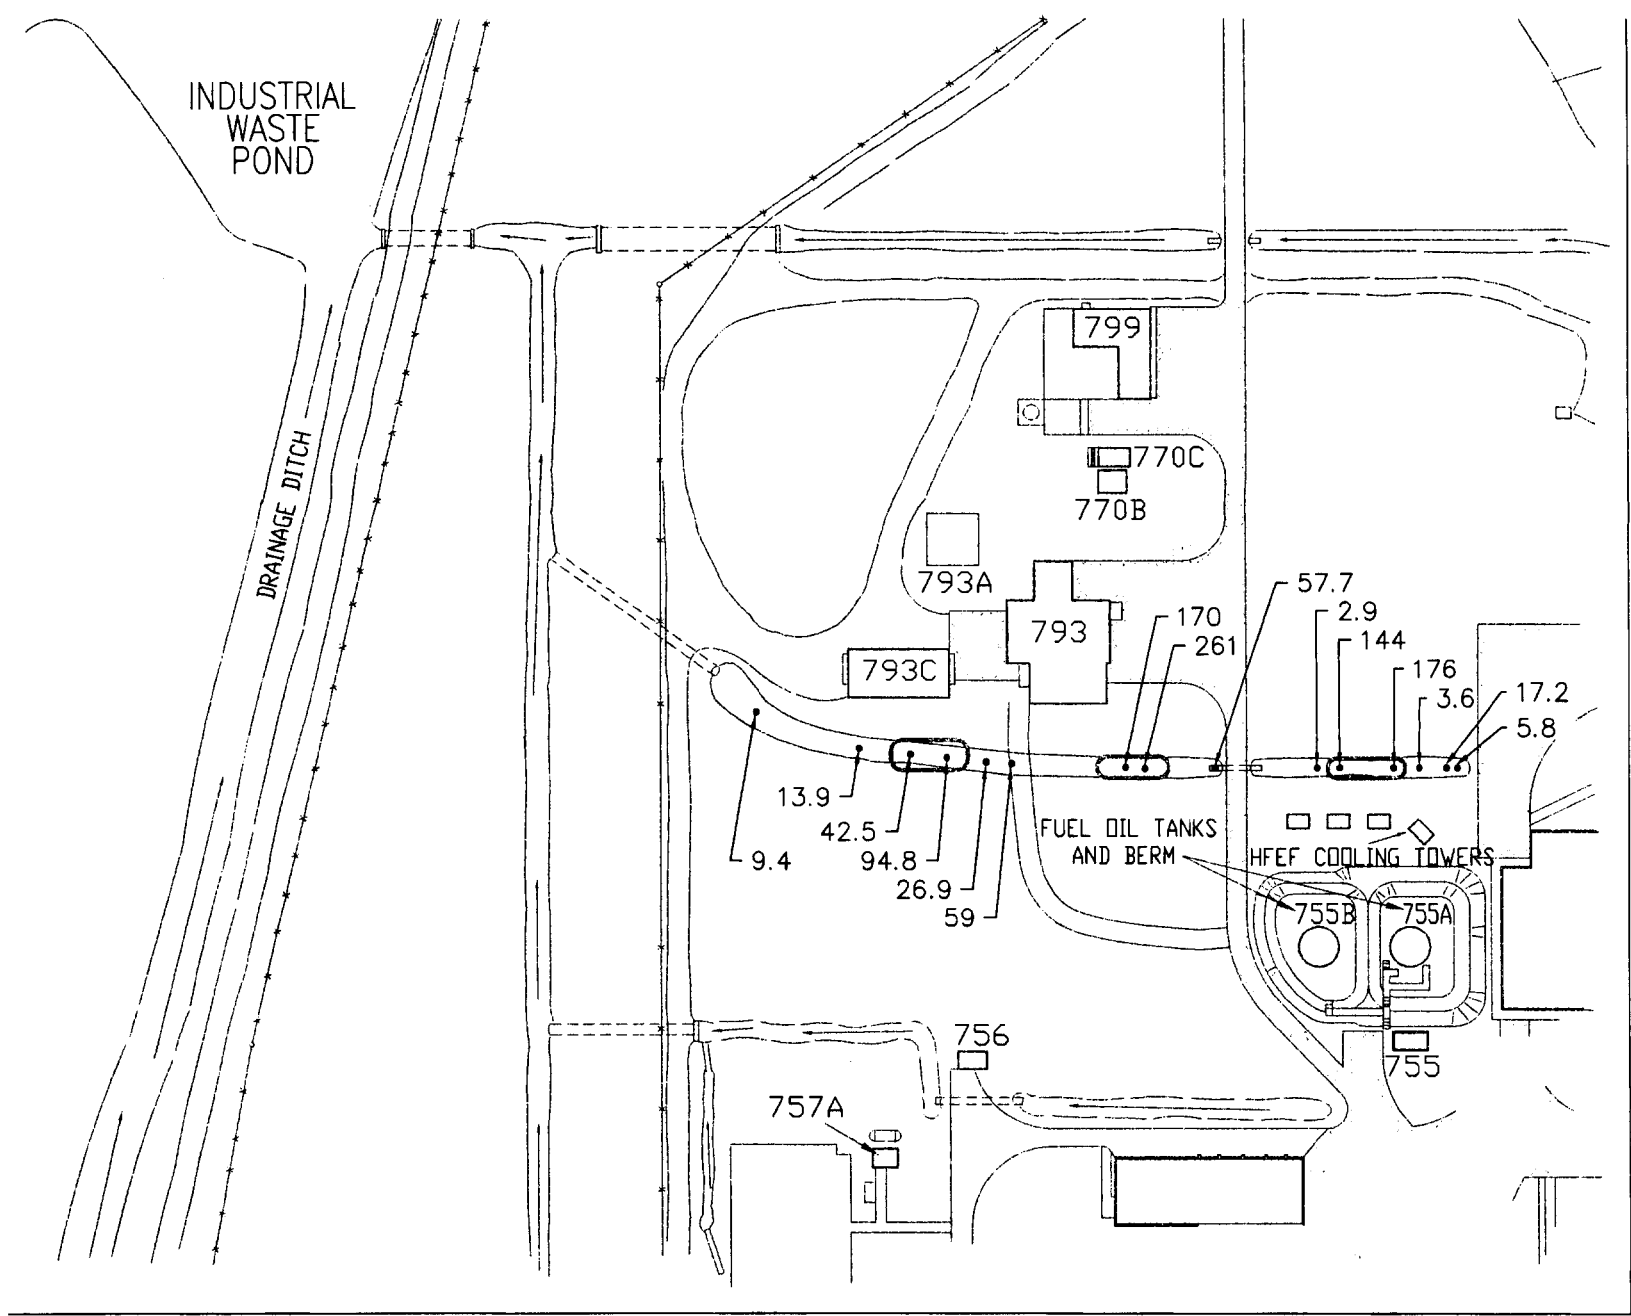 INDUSTRIAL
WASTE
POND
799
770C
770B
DRAINAGE DITCH
793A
57.7
2.9
170
793
144
261
793C
176
3.6
17.2
5.8
13.9
FUEL OIL TANKS
AND BERM
42.5
9.4
94.8
HFEF COOLING TOWERS
26.9
59
755B
755A
756
755
757A